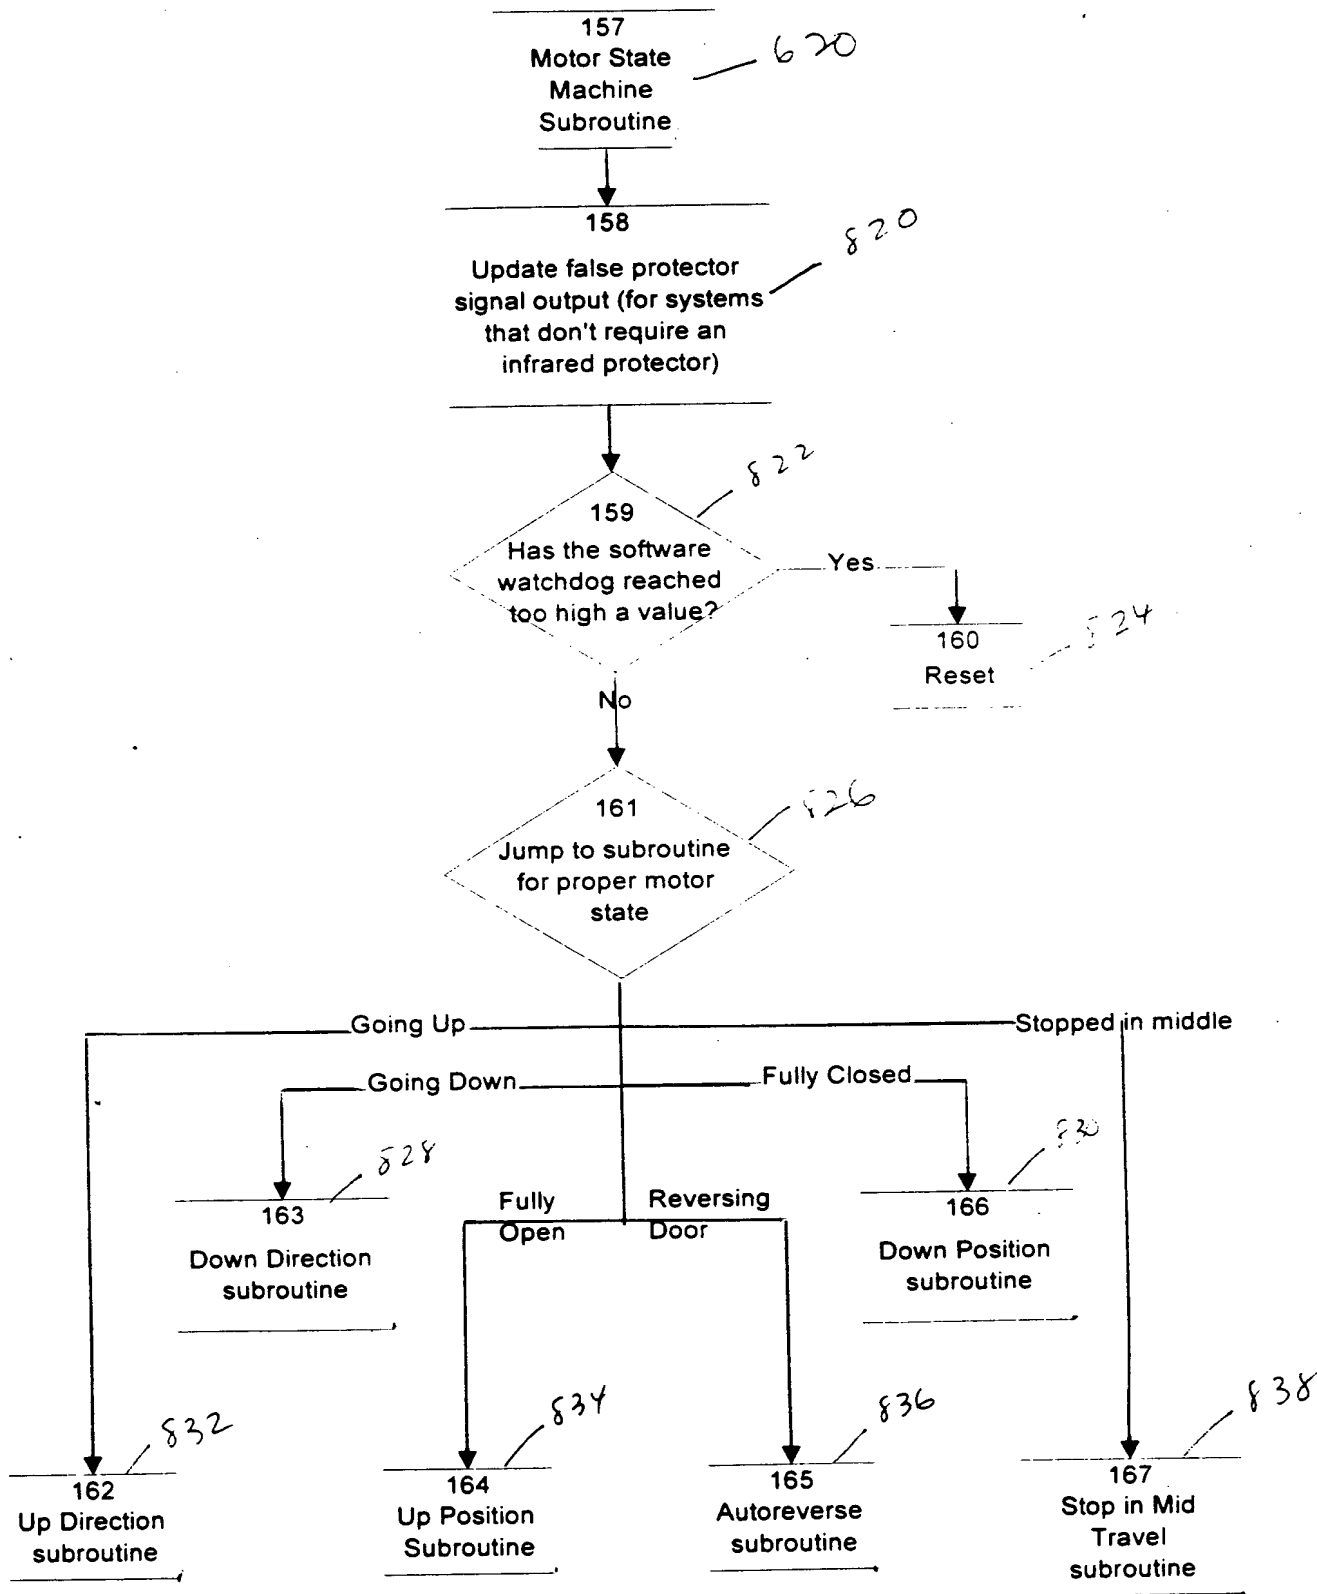 157
Motor State
Machine
Subroutine
620
158
Update false protector
signal output (for systems
that don't require an
infrared protector)
820
159
Has the software
watchdog reached
too high a value?
822
Yes
160
Reset
824
No
161
Jump to subroutine
for proper motor
state
826
Going Up
Stopped in middle
Going Down
Fully Closed
828
830
163
Down Direction
subroutine
Fully
Open
Reversing
Door
166
Down Position
subroutine
832
834
836
838
162
Up Direction
subroutine
164
Up Position
Subroutine
165
Autoreverse
subroutine
167
Stop in Mid
Travel
subroutine